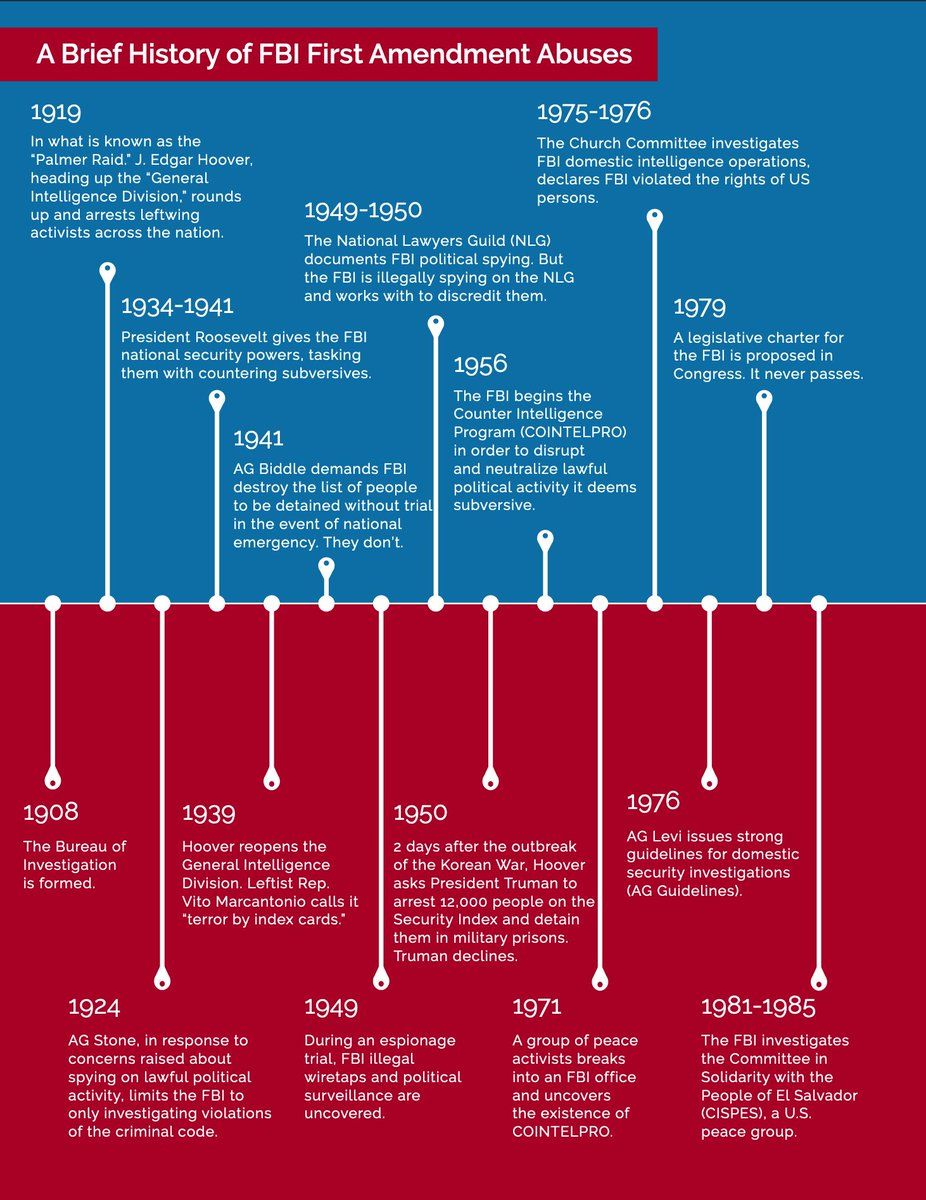 A Brief History of FBI First Amendment Abuses
1919
In what is known as the
"Palmer Raid." J. Edgar Hoover,
heading up the "General
Intelligence Division," rounds
up and arrests leftwing
activists across the nation.
1934-1941
President Roosevelt gives the FBI
national security powers, tasking
them with countering subversives.
1941
AG Biddle demands FBI
destroy the list of people
to be detained without trial
in the event of national
emergency. They don't.
1949-1950
The National Lawyers Guild (NLG)
documents FBI political spying. But
the FBI is illegally spying on the NLG
and works with to discredit them.
1956
The FBI begins the
Counter Intelligence
Program (COINTELPRO)
in order to disrupt
and neutralize lawful
political activity it deems
subversive.
1975-1976
The Church Committee investigates
FBI domestic intelligence operations,
declares FBI violated the rights of US
persons.
1979
A legislative charter for
the FBI is proposed in
Congress. It never passes.
1908
The Bureau of
Investigation
is formed.
1924
AG Stone, in response to
concerns raised about
spying on lawful political
activity, limits the FBI to
only investigating violations
of the criminal code.
1939
Hoover reopens the
General Intelligence
Division. Leftist Rep.
Vito Marcantonio calls it
"terror by index cards."
1949
During an espionage
trial, FBI illegal
wiretaps and political
surveillance are
uncovered.
1950
2 days after the outbreak
of the Korean War, Hoover
asks President Truman to
arrest 12,000 people on the
Security Index and detain
them in military prisons.
Truman declines.
1971
A group of peace
activists breaks
into an FBI office
and uncovers
the existence of
COINTELPRO.
1976
AG Levi issues strong
guidelines for domestic
security investigations
(AG Guidelines).
1981-1985
The FBI investigates
the Committee in
Solidarity with the
People of El Salvador
(CISPES), a U.S.
peace group.